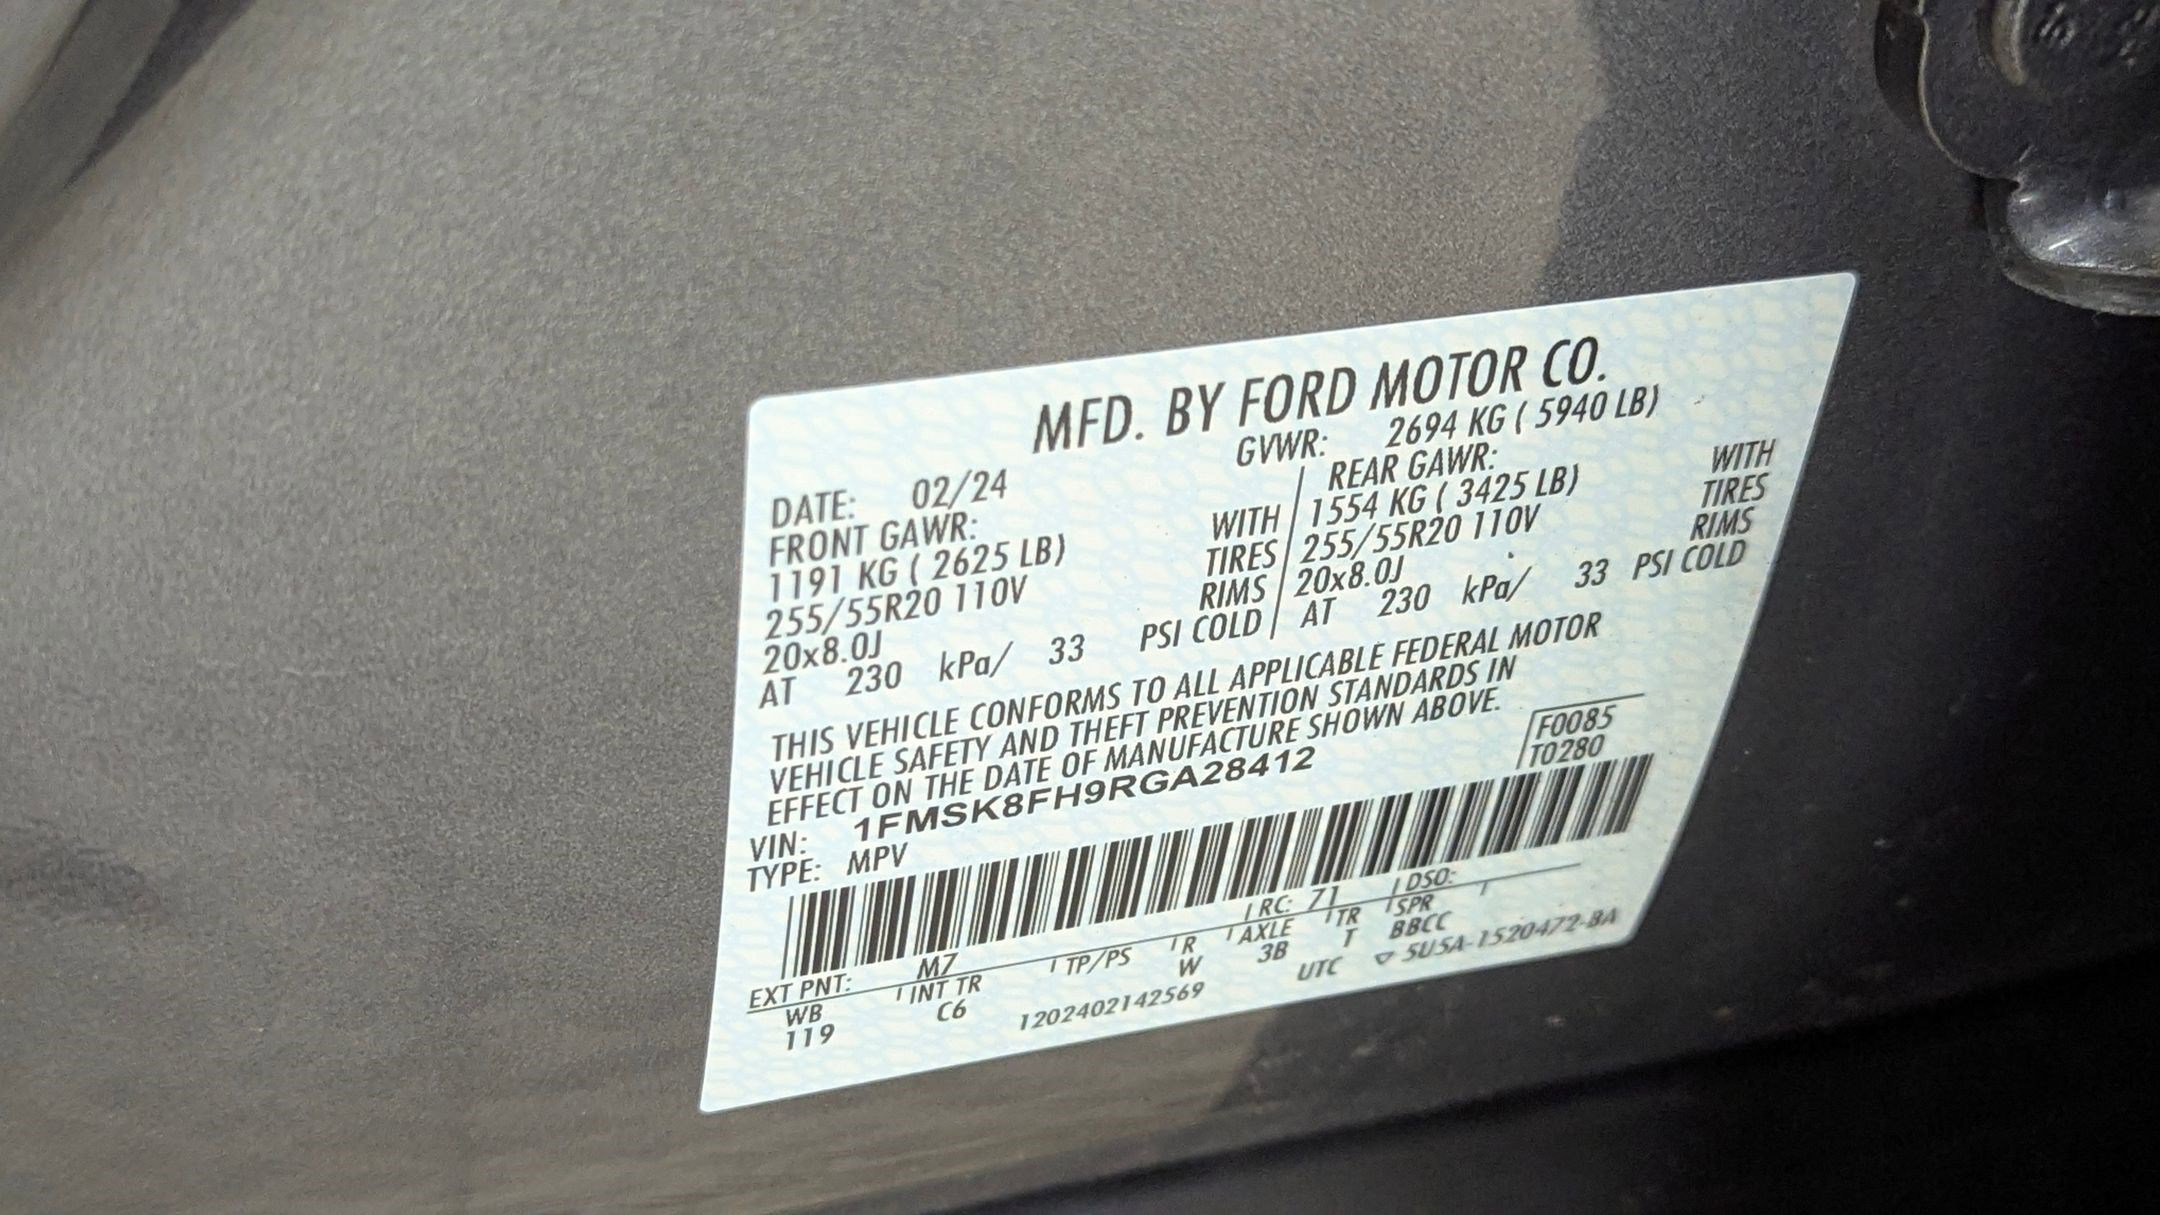 MFD. BY FORD MOTOR CO.
DATE: 02/24 GVWR: 2694 KG ( 5940 LB)
FRONT GAWR: REAR GAWR:
1191 KG ( 2625 LB) WITH 1554 KG ( 3425 LB) WITH
255/55R20 110V TIRES 255/55R20 110V TIRES
20x8.0J RIMS 20x8.0J RIMS
AT 230 kPa/ 33 PSI COLD AT 230 kPa/ 33 PSI COLD
THIS VEHICLE CONFORMS TO ALL APPLICABLE FEDERAL MOTOR
VEHICLE SAFETY AND THEFT PREVENTION STANDARDS IN
EFFECT ON THE DATE OF MANUFACTURE SHOWN ABOVE.
VIN: 1FMSK8FH9RGA28412 F0085
TYPE: MPV T0280
EXT PNT: M7 RC: 71 DSO:
WB INT TR TP/PS R AXLE TR SPR
119 C6 W 3B T BBCC
1202402142569 UTC ▽ 5U5A-1520472-BA